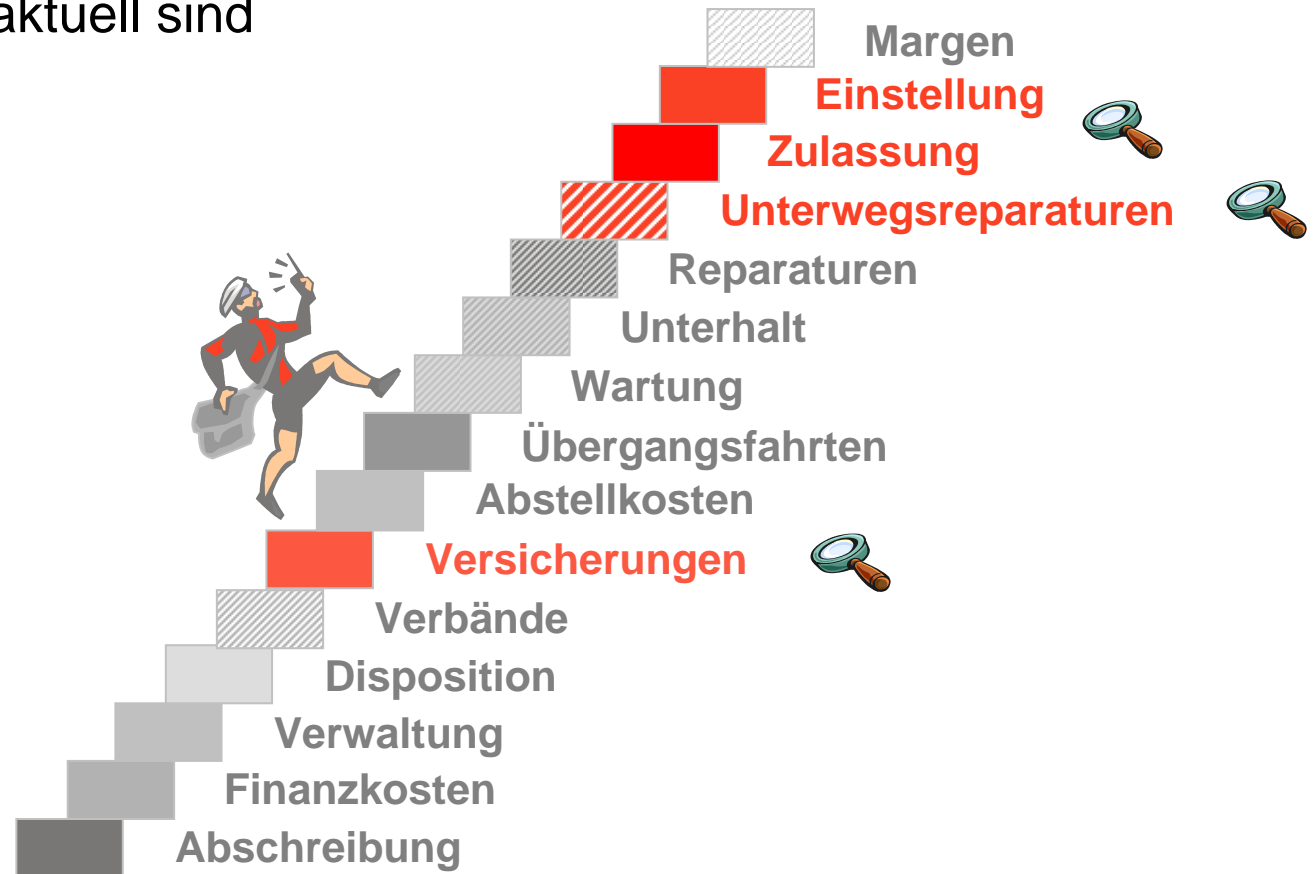 aktuell sind
Margen
Einstellung
Zulassung
Unterwegsreparaturen
Reparaturen
Unterhalt
Wartung
Übergangsfahrten
Abstellkosten
Versicherungen
Verbände
Disposition
Verwaltung
Finanzkosten
Abschreibung